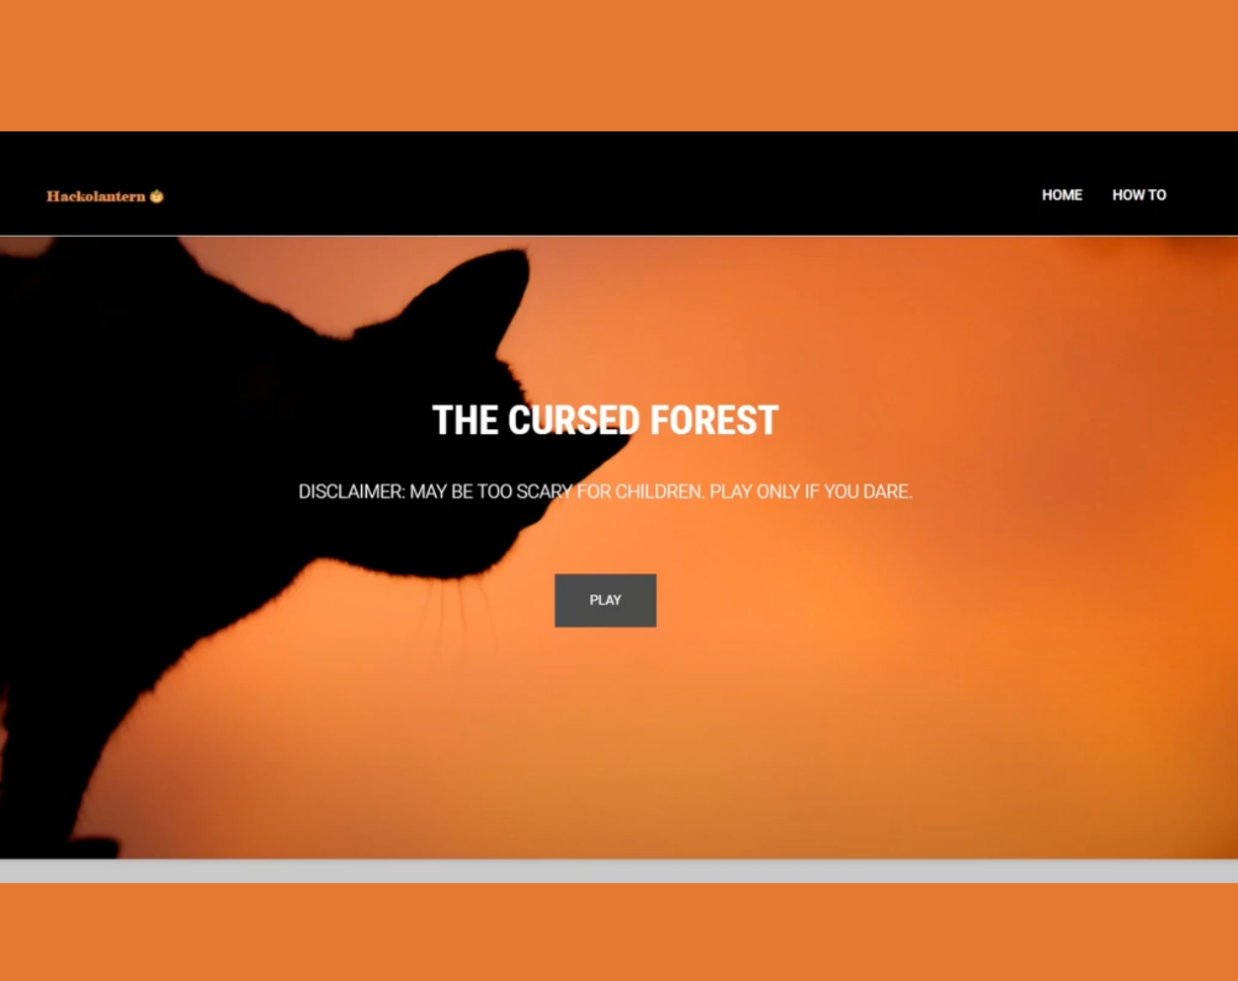 Hackolantern 🎃
HOME
HOW TO
THE CURSED FOREST
DISCLAIMER: MAY BE TOO SCARY FOR CHILDREN. PLAY ONLY IF YOU DARE.
PLAY